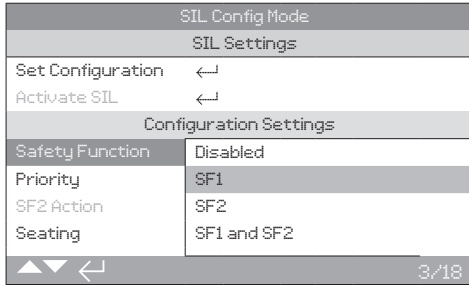 SIL Config Mode
SIL Settings
Set Configuration
Activate SIL
Configuration Settings
Safety Function Disabled
Priority SF1
SF2 Action SF2
Seating SF1 and SF2
3/18